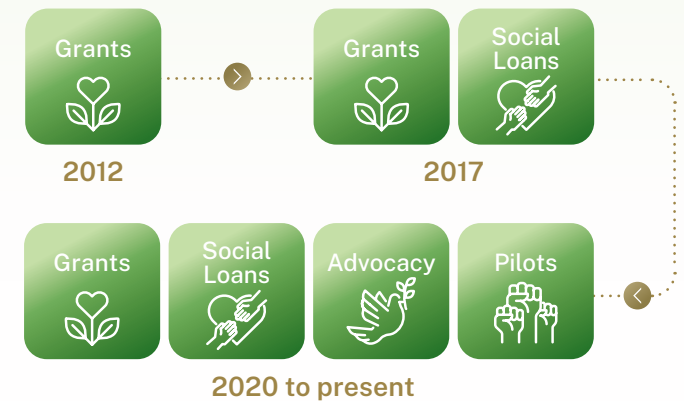 Grants
Grants
Social
Loans
2012
2017
Grants
Social
Loans
Advocacy
Pilots
2020 to present